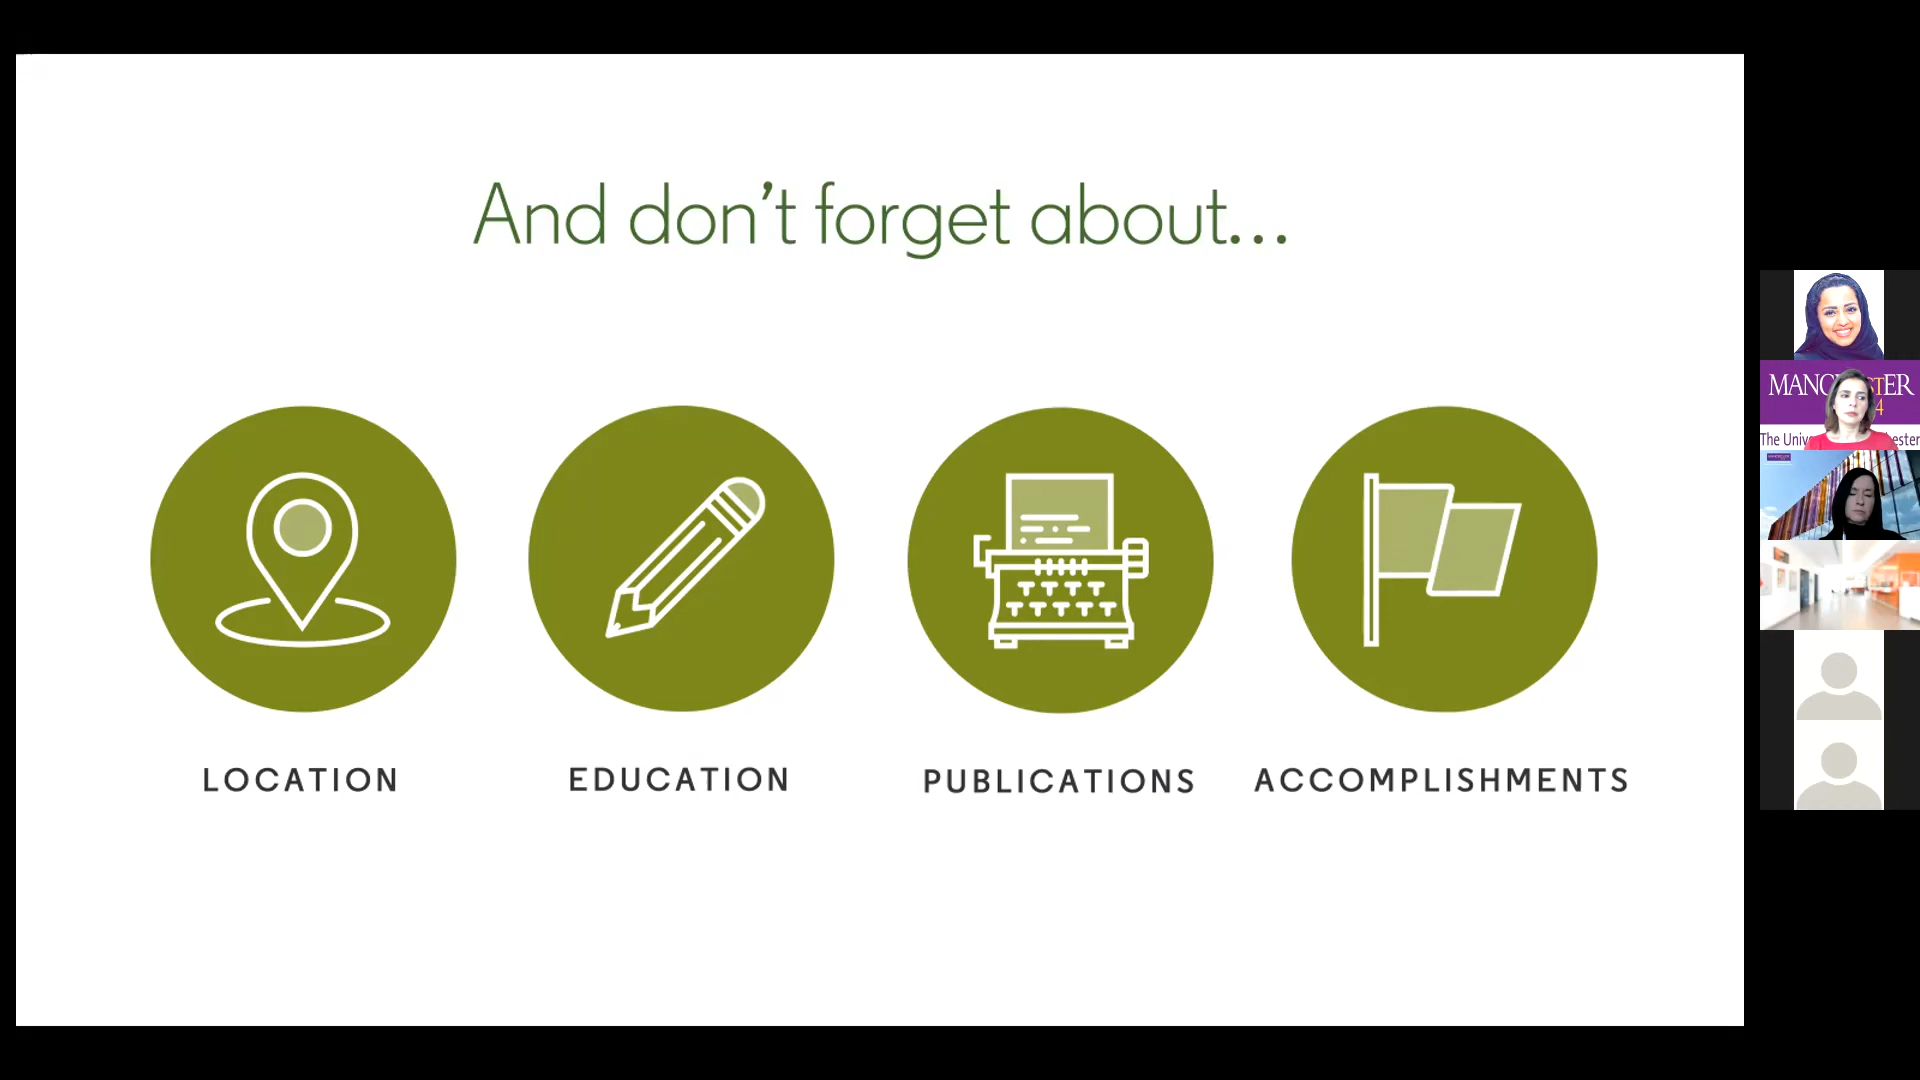 And don't forget about...
LOCATION
EDUCATION
PUBLICATIONS
ACCOMPLISHMENTS